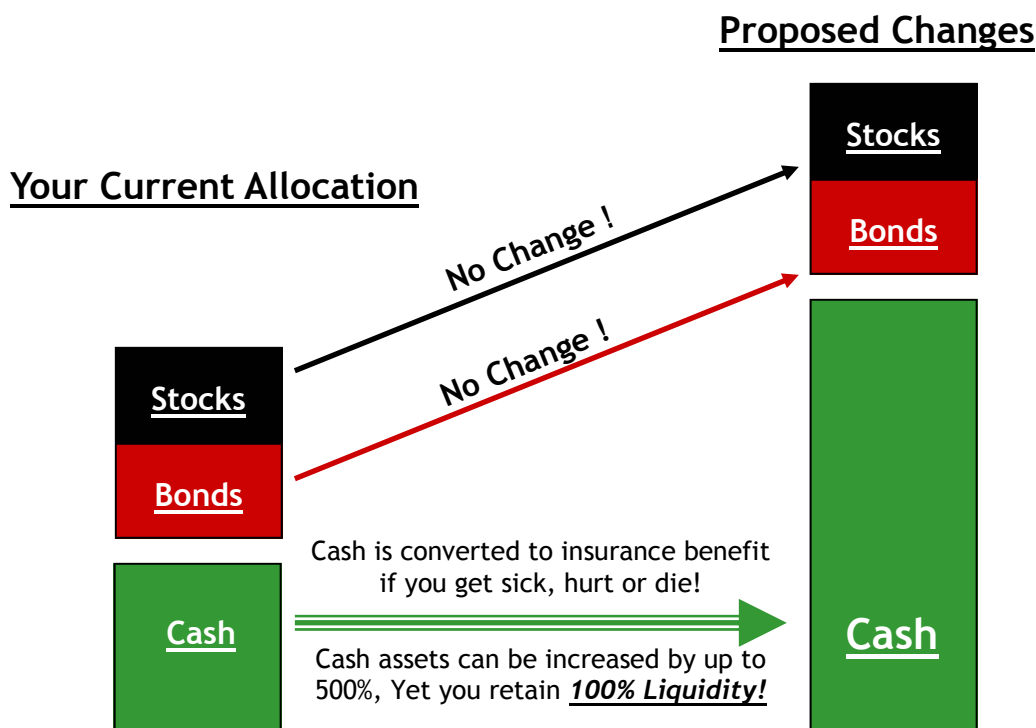 Proposed Changes
Your Current Allocation
Stocks
Bonds
No Change !
No Change !
Stocks
Bonds
Cash is converted to insurance benefit
if you get sick, hurt or die!
Cash
Cash
Cash assets can be increased by up to
500%, Yet you retain 100% Liquidity!